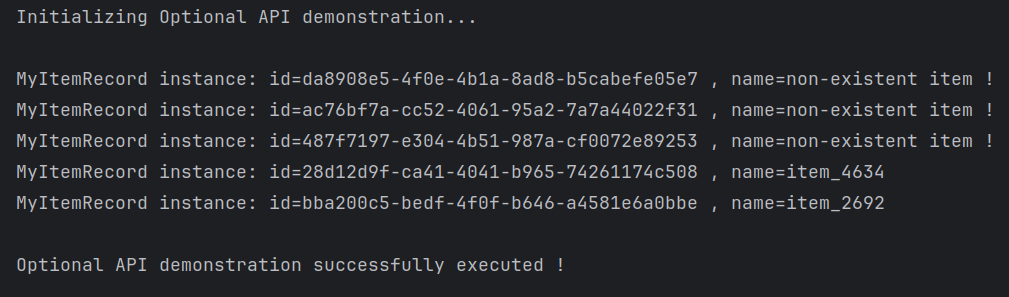 Initializing Optional API demonstration...
MyItemRecord instance: id=da8908e5-4f0e-4b1a-8ad8-b5cabefe05e7 , name=non-existent item !
MyItemRecord instance: id=ac76bf7a-cc52-4061-95a2-7a7a44022f31 , name=non-existent item !
MyItemRecord instance: id=487f7197-e304-4b51-987a-cf0072e89253 , name=non-existent item !
MyItemRecord instance: id=28d12d9f-ca41-4041-b965-74261174c508 , name=item_4634
MyItemRecord instance: id=bba200c5-bedf-4f0f-b646-a4581e6a0bbe , name=item_2692
Optional API demonstration successfully executed !